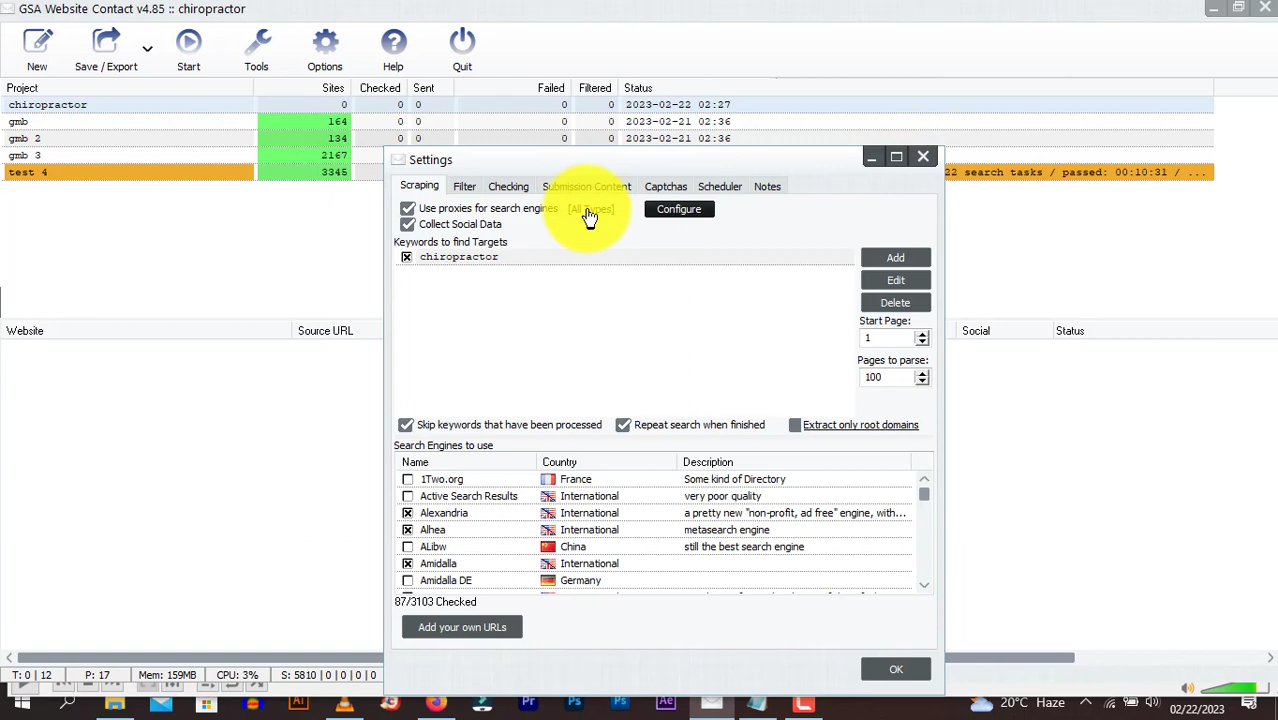 GSA Website Contact v4.85 :: chiropractor
New Save / Export Start Tools Options Help Quit
Project Sites Checked Sent Failed Filtered Status
chiropractor 0 0 0 0 0 2023-02-22 02:27
gmb 164 0 0 0 0 2023-02-21 02:36
gmb 2 134 0 0 0 0 2023-02-21 02:36
gmb 3 2167
test 4 3345 22 search tasks / passed: 00:10:31 / ...
Settings
Scraping Filter Checking Submission Content Captchas Scheduler Notes
Use proxies for search engines [All Types] Configure
Collect Social Data
Keywords to find Targets
chiropractor
Add
Edit
Delete
Start Page:
1
Pages to parse:
100
Website Source URL Social Status
Skip keywords that have been processed Repeat search when finished Extract only root domains
Search Engines to use
Name Country Description
1Two.org France Some kind of Directory
Active Search Results International very poor quality
Alexandria International a pretty new "non-profit, ad free" engine, with...
Alhea International metasearch engine
ALibw China still the best search engine
Amidalla International
Amidalla DE Germany
87/3103 Checked
Add your own URLs
OK
T: 0 | 12 P: 17 Mem: 159MB CPU: 3% S: 5810 | 0 | 0 | 0
20°C Haze 02/22/2023